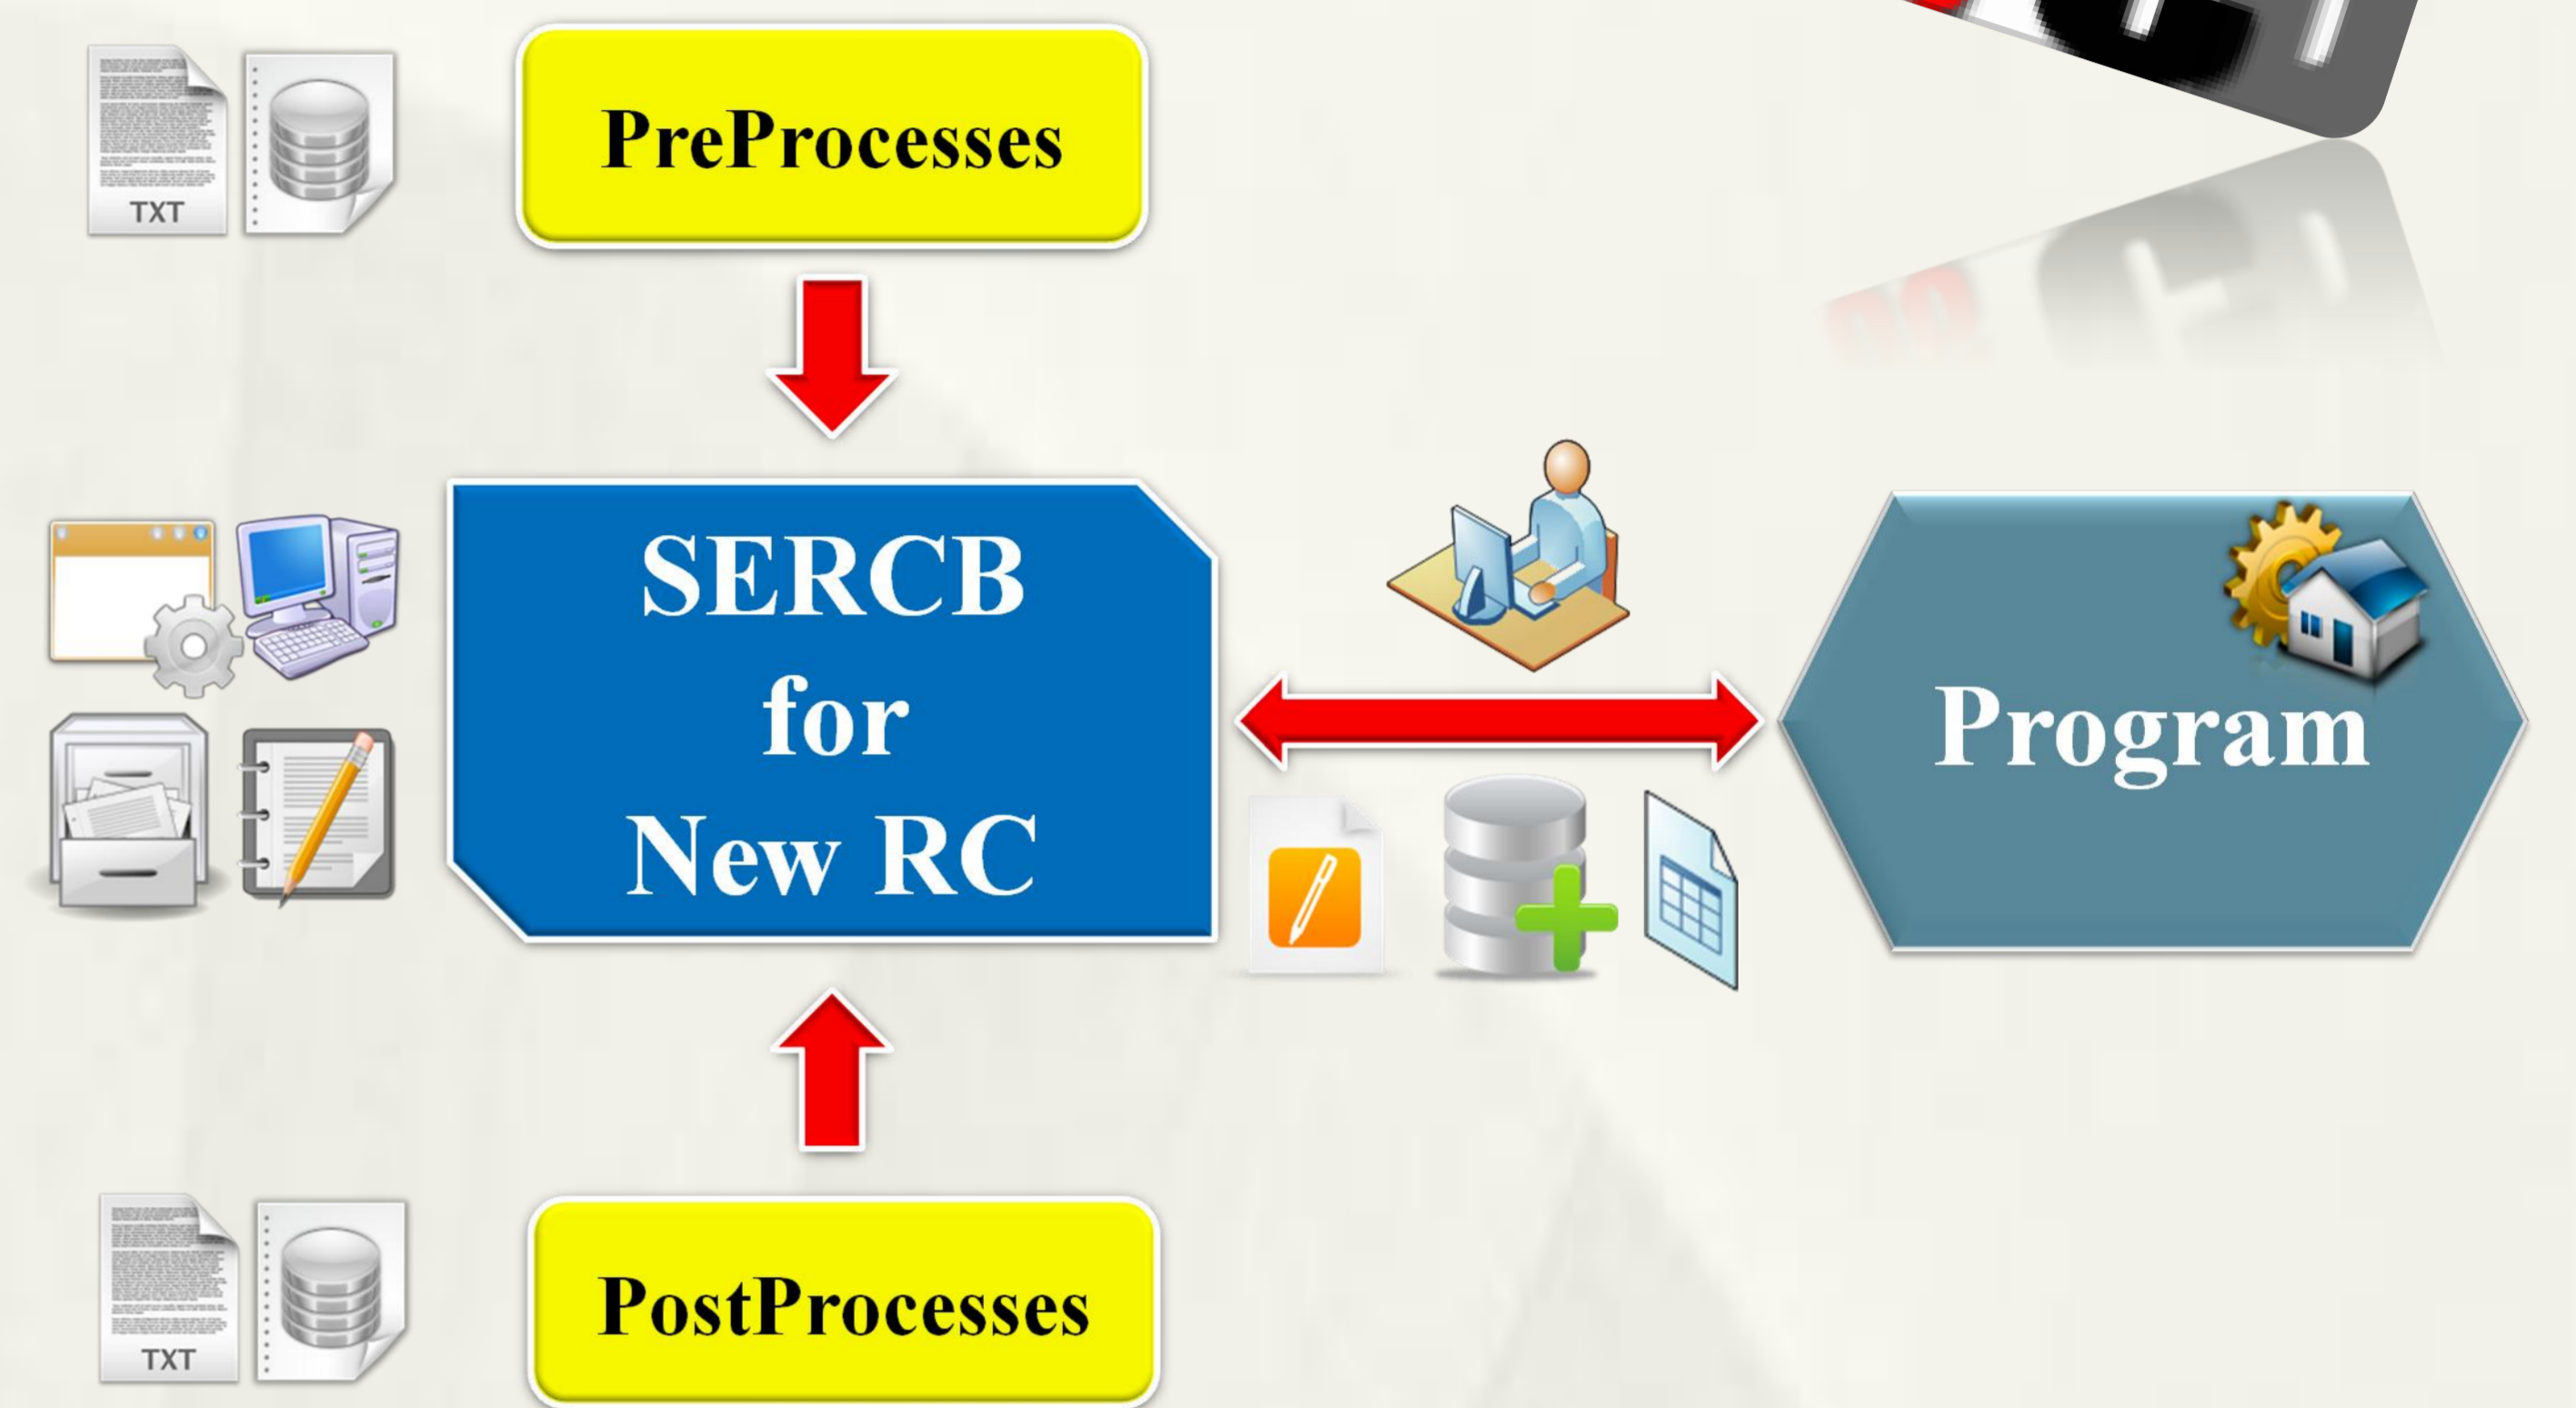 TXT
PreProcesses
SERCB
for
New RC
Program
TXT
PostProcesses